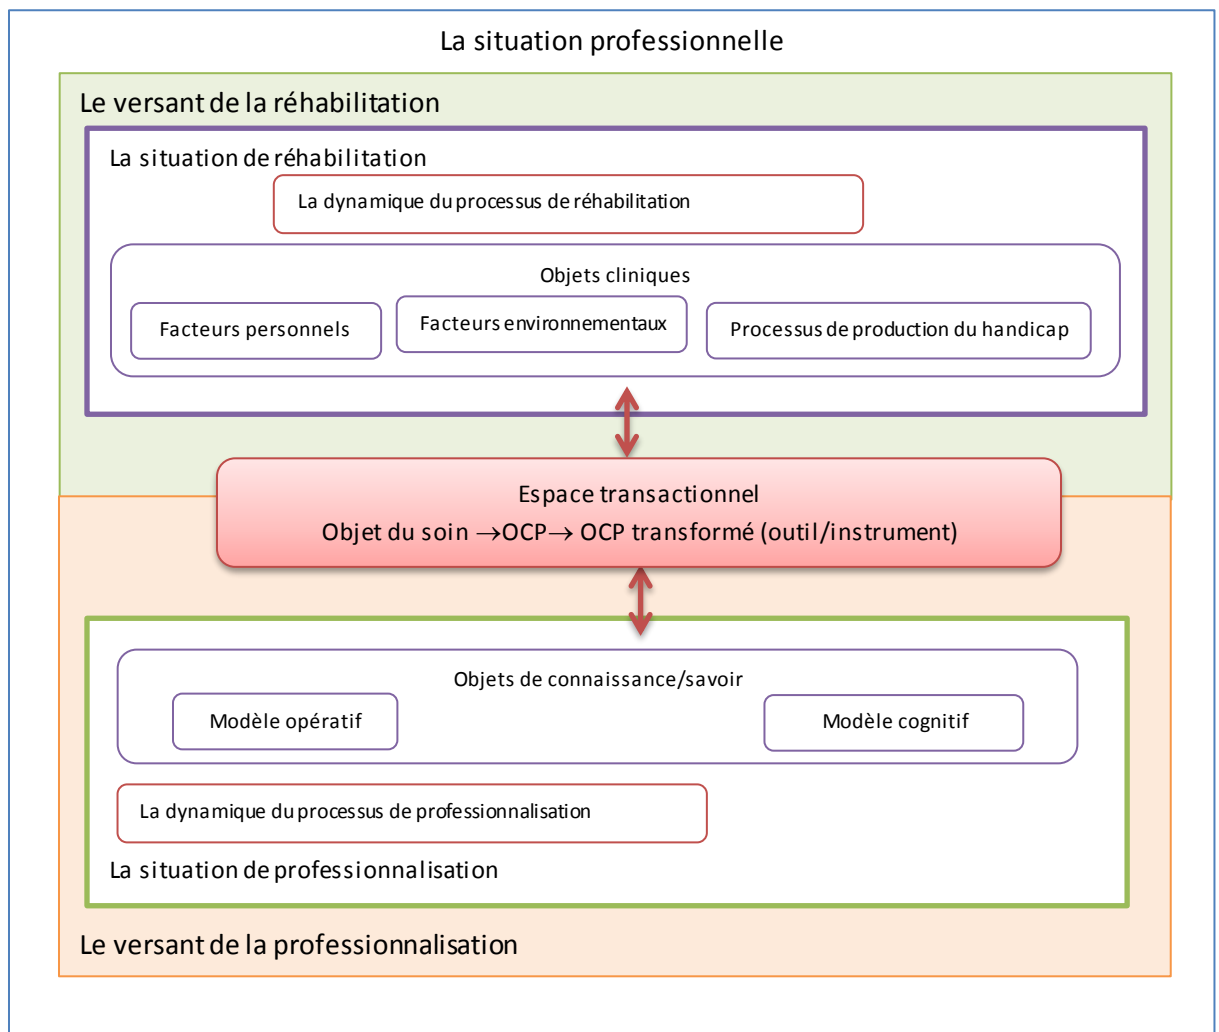 La situation professionnelle
Le versant de la réhabilitation
La situation de réhabilitation
La dynamique du processus de réhabilitation
Objets cliniques
Facteurs personnels
Facteurs environnementaux
Processus de production du handicap
Espace transactionnel
Objet du soin →OCP→ OCP transformé (outil/instrument)
Objets de connaissance/savoir
Modèle opératif
Modèle cognitif
La dynamique du processus de professionnalisation
La situation de professionnalisation
Le versant de la professionnalisation